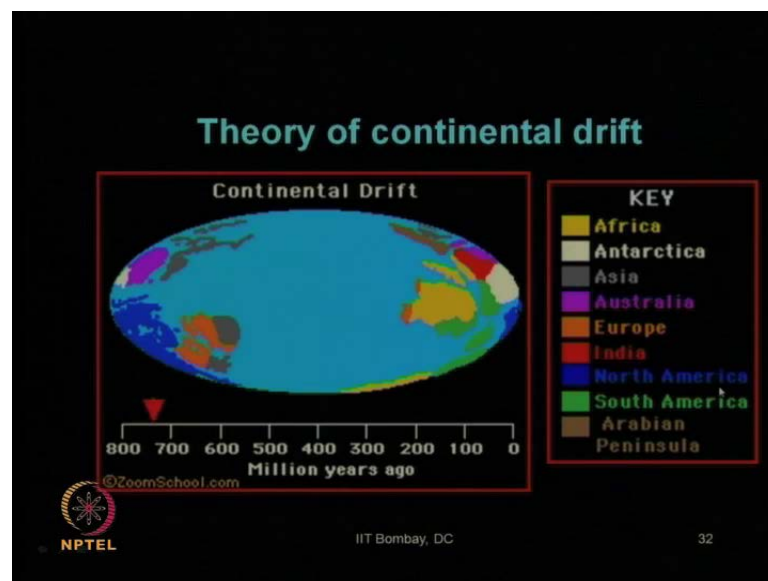 Theory of continental drift
Continental Drift
800 700 600 500 400 300 200 100 0
Million years ago
©ZoomSchool.com
KEY
Africa
Antarctica
Asia
Australia
Europe
India
North America
South America
Arabian
Peninsula
NPTEL
IIT Bombay, DC
32